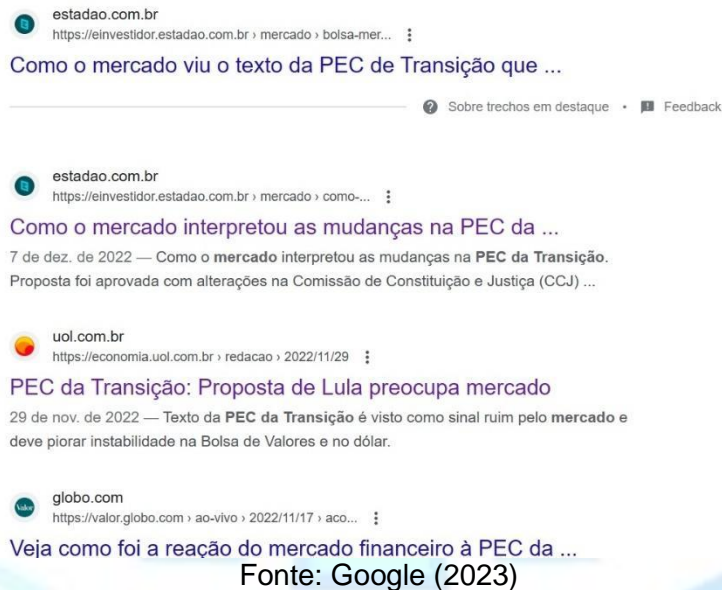 estadao.com.br
https://einvestidor.estadao.com.br › mercado › bolsa-mer...
Como o mercado viu o texto da PEC de Transição que ...
Sobre trechos em destaque • Feedback
estadao.com.br
https://einvestidor.estadao.com.br › mercado › como-...
Como o mercado interpretou as mudanças na PEC da ...
7 de dez. de 2022 — Como o mercado interpretou as mudanças na PEC da Transição.
Proposta foi aprovada com alterações na Comissão de Constituição e Justiça (CCJ) ...
uol.com.br
https://economia.uol.com.br › redacao › 2022/11/29
PEC da Transição: Proposta de Lula preocupa mercado
29 de nov. de 2022 — Texto da PEC da Transição é visto como sinal ruim pelo mercado e
deve piorar instabilidade na Bolsa de Valores e no dólar.
Valor
globo.com
https://valor.globo.com › ao-vivo › 2022/11/17 › aco...
Veja como foi a reação do mercado financeiro à PEC da ...
Fonte: Google (2023)